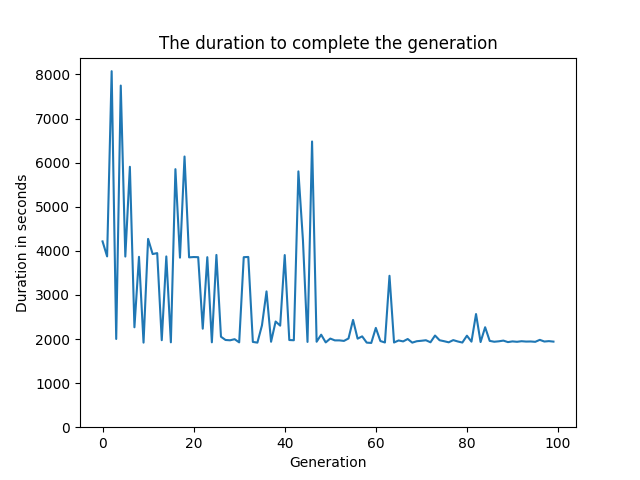 The duration to complete the generation
8000
7000
6000
5000
4000
3000
2000
1000
0
Duration in seconds
0 20 40 60 80 100
Generation